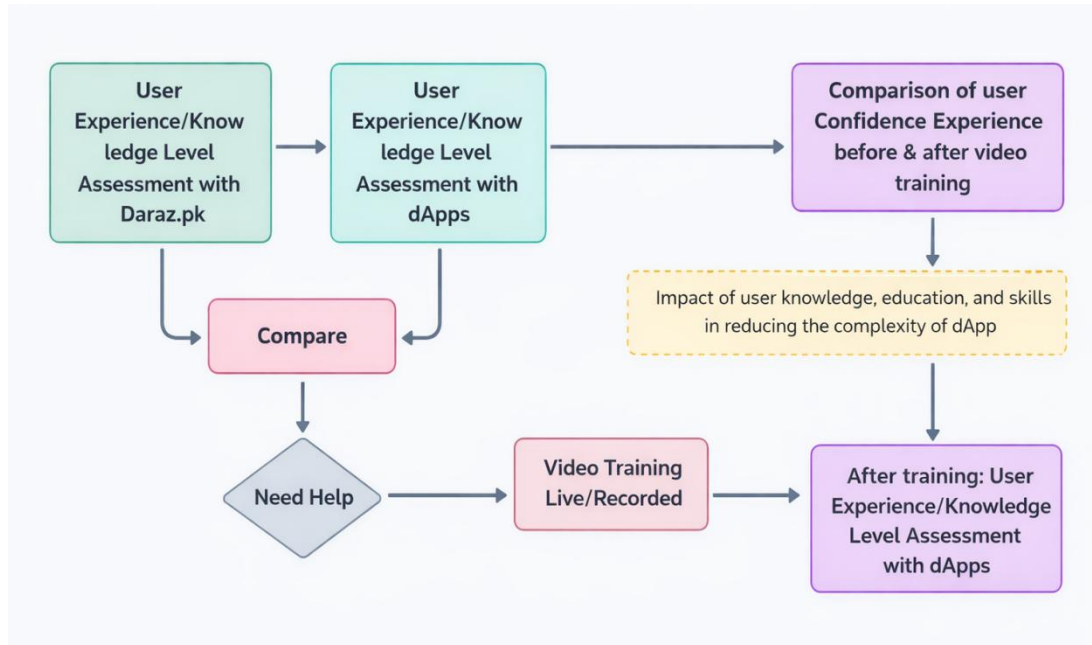 User
Experience/Know
ledge Level
Assessment with
Daraz.pk
User
Experience/Know
ledge Level
Assessment with
dApps
Comparison of user
Confidence Experience
before & after video
training
Impact of user knowledge, education, and skills
in reducing the complexity of dApp
Compare
Need Help
Video Training
Live/Recorded
After training: User
Experience/Knowledge
Level Assessment
with dApps